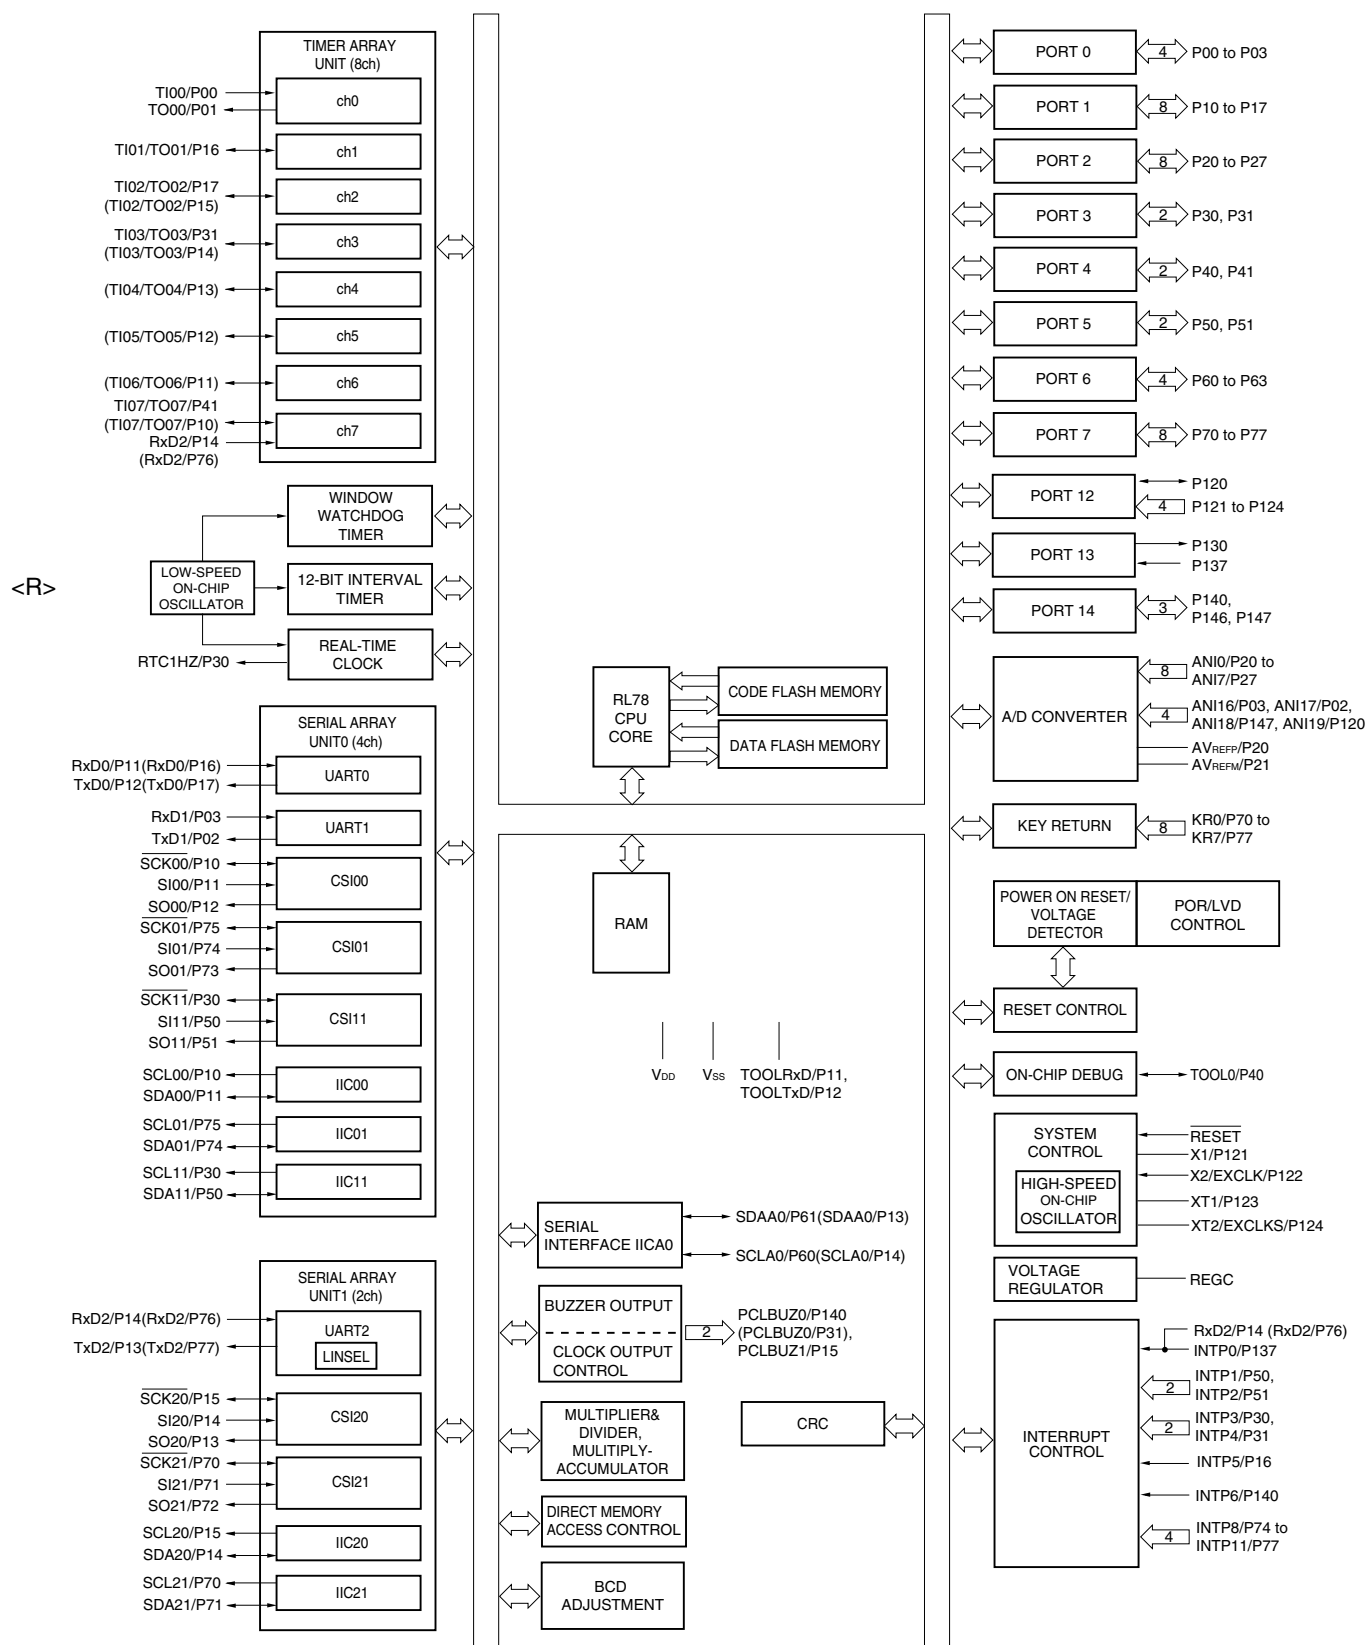 TIMER ARRAY
UNIT (8ch)
TI00/P00
TO00/P01
ch0
TI01/TO01/P16
ch1
TI02/TO02/P17
(TI02/TO02/P15)
ch2
TI03/TO03/P31
(TI03/TO03/P14)
ch3
(TI04/TO04/P13)
ch4
(TI05/TO05/P12)
ch5
(TI06/TO06/P11)
ch6
TI07/TO07/P41
(TI07/TO07/P10)
RxD2/P14
(RxD2/P76)
ch7
WINDOW
WATCHDOG
TIMER
<R>
LOW-SPEED
ON-CHIP
OSCILLATOR
12-BIT INTERVAL
TIMER
RTC1HZ/P30
REAL-TIME
CLOCK
SERIAL ARRAY
UNIT0 (4ch)
RxD0/P11(RxD0/P16)
TxD0/P12(TxD0/P17)
UART0
RxD1/P03
TxD1/P02
UART1
SCK00/P10
SI00/P11
SO00/P12
CSI00
SCK01/P75
SI01/P74
SO01/P73
CSI01
SCK11/P30
SI11/P50
SO11/P51
CSI11
SCL00/P10
SDA00/P11
IIC00
SCL01/P75
SDA01/P74
IIC01
SCL11/P30
SDA11/P50
IIC11
SERIAL ARRAY
UNIT1 (2ch)
RxD2/P14(RxD2/P76)
TxD2/P13(TxD2/P77)
UART2
LINSEL
SCK20/P15
SI20/P14
SO20/P13
CSI20
SCK21/P70
SI21/P71
SO21/P72
CSI21
SCL20/P15
SDA20/P14
IIC20
SCL21/P70
SDA21/P71
IIC21
RL78
CPU
CORE
CODE FLASH MEMORY
DATA FLASH MEMORY
RAM
VDD
VSS
TOOLRxD/P11,
TOOLTxD/P12
SERIAL
INTERFACE IICA0
SDAA0/P61(SDAA0/P13)
SCLA0/P60(SCLA0/P14)
BUZZER OUTPUT
CLOCK OUTPUT
CONTROL
2
PCLBUZ0/P140
(PCLBUZ0/P31),
PCLBUZ1/P15
MULTIPLIER&
DIVIDER,
MULITIPLY-
ACCUMULATOR
CRC
DIRECT MEMORY
ACCESS CONTROL
BCD
ADJUSTMENT
PORT 0
4
P00 to P03
PORT 1
8
P10 to P17
PORT 2
8
P20 to P27
PORT 3
2
P30, P31
PORT 4
2
P40, P41
PORT 5
2
P50, P51
PORT 6
4
P60 to P63
PORT 7
8
P70 to P77
PORT 12
P120
4
P121 to P124
PORT 13
P130
P137
PORT 14
3
P140,
P146, P147
A/D CONVERTER
8
ANI0/P20 to
ANI7/P27
4
ANI16/P03, ANI17/P02,
ANI18/P147, ANI19/P120
AVREFP/P20
AVREFM/P21
KEY RETURN
8
KR0/P70 to
KR7/P77
POWER ON RESET/
VOLTAGE
DETECTOR
POR/LVD
CONTROL
RESET CONTROL
ON-CHIP DEBUG
TOOL0/P40
SYSTEM
CONTROL
HIGH-SPEED
ON-CHIP
OSCILLATOR
RESET
X1/P121
X2/EXCLK/P122
XT1/P123
XT2/EXCLKS/P124
VOLTAGE
REGULATOR
REGC
INTERRUPT
CONTROL
RxD2/P14 (RxD2/P76)
INTP0/P137
2
INTP1/P50,
INTP2/P51
2
INTP3/P30,
INTP4/P31
INTP5/P16
INTP6/P140
4
INTP8/P74 to
INTP11/P77